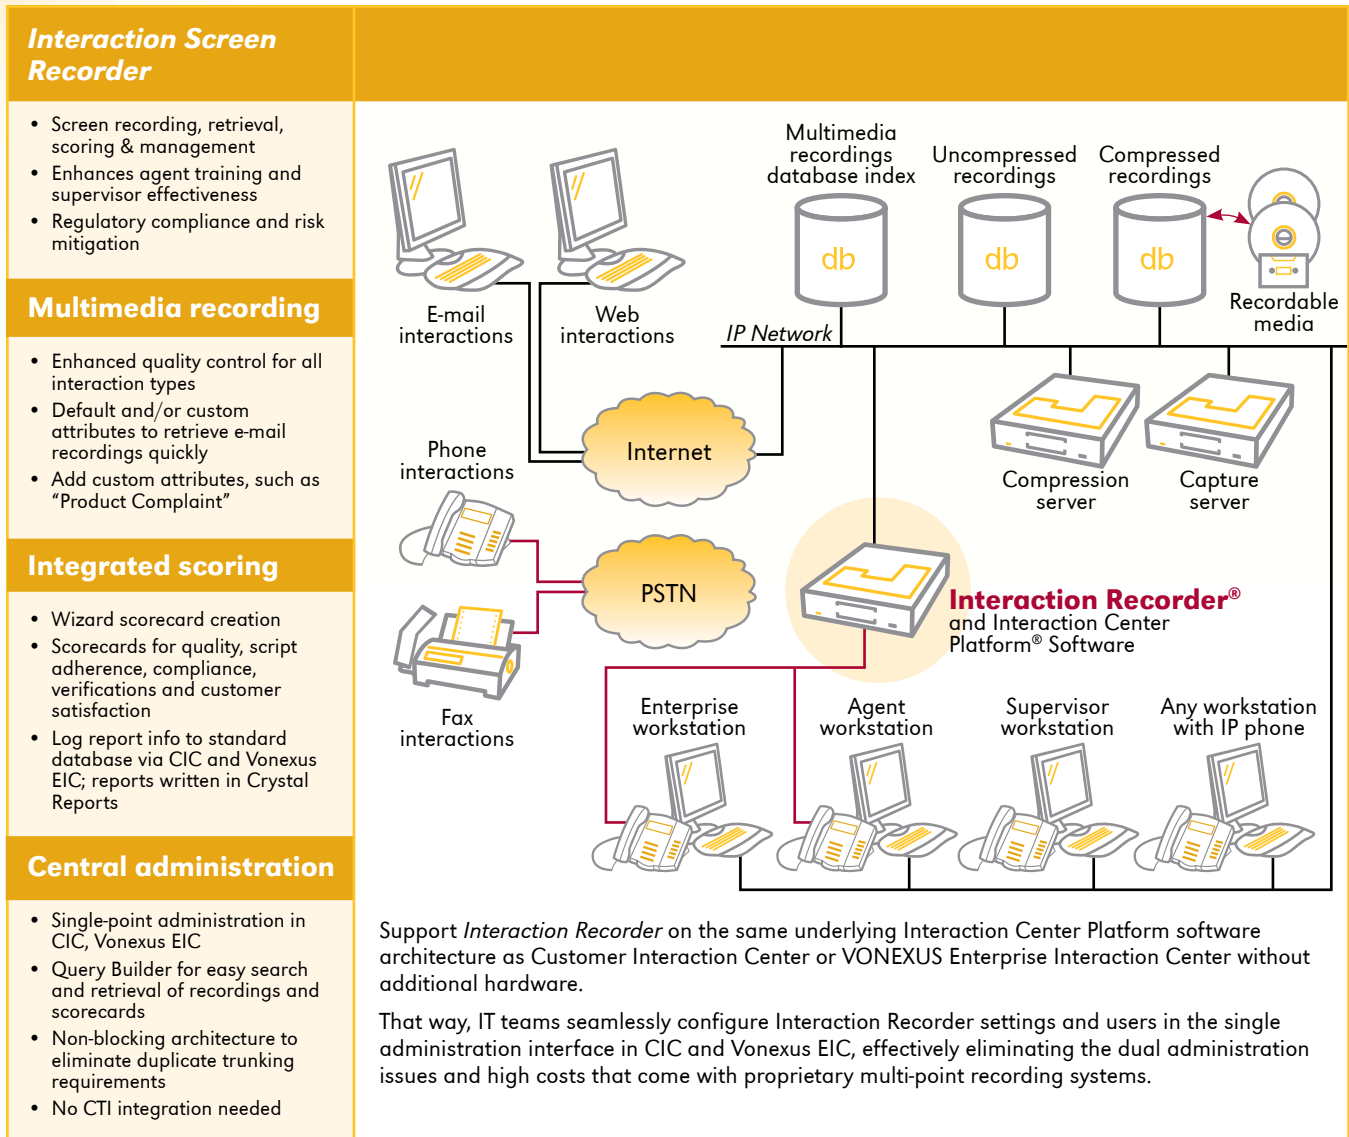 Interaction Screen
Recorder
• Screen recording, retrieval,
scoring & management
• Enhances agent training and
supervisor effectiveness
• Regulatory compliance and risk
mitigation
Multimedia recording
• Enhanced quality control for all
interaction types
• Default and/or custom
attributes to retrieve e-mail
recordings quickly
• Add custom attributes, such as
“Product Complaint”
Integrated scoring
• Wizard scorecard creation
• Scorecards for quality, script
adherence, compliance,
verifications and customer
satisfaction
• Log report info to standard
database via CIC and Vonexus
EIC; reports written in Crystal
Reports
Central administration
• Single-point administration in
CIC, Vonexus EIC
• Query Builder for easy search
and retrieval of recordings and
scorecards
• Non-blocking architecture to
eliminate duplicate trunking
requirements
• No CTI integration needed
Multimedia
recordings
database index
Uncompressed
recordings
Compressed
recordings
db
db
db
Recordable
media
E-mail
interactions
Web
interactions
IP Network
Internet
Phone
interactions
Compression
server
Capture
server
PSTN
Interaction Recorder®
and Interaction Center
Platform® Software
Fax
interactions
Enterprise
workstation
Agent
workstation
Supervisor
workstation
Any workstation
with IP phone
Support Interaction Recorder on the same underlying Interaction Center Platform software
architecture as Customer Interaction Center or VONEXUS Enterprise Interaction Center without
additional hardware.
That way, IT teams seamlessly configure Interaction Recorder settings and users in the single
administration interface in CIC and Vonexus EIC, effectively eliminating the dual administration
issues and high costs that come with proprietary multi-point recording systems.